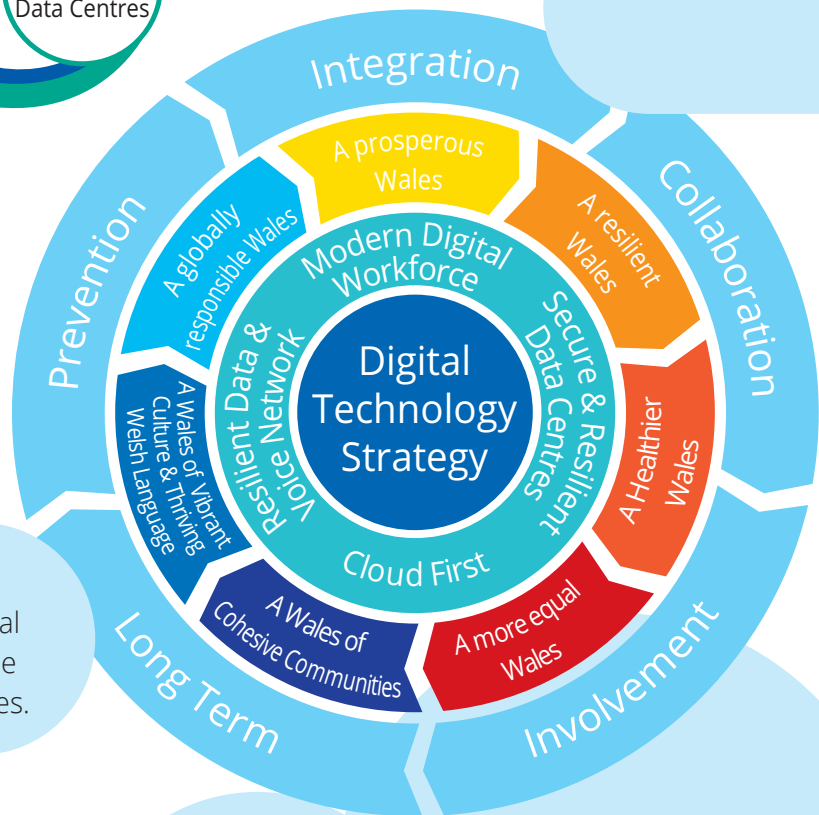 Data Centres
Integration
Collaboration
Involvement
Long Term
Prevention
A prosperous
Wales
A resilient
Wales
A Healthier
Wales
A more equal
Wales
A Wales of
Cohesive Communities
A Wales of Vibrant
Culture & Thriving
Welsh Language
A globally
responsible Wales
Modern Digital
Workforce
Secure & Resilient
Data Centres
Cloud First
Resilient Data &
Voice Network
Digital
Technology
Strategy
al
e
es.